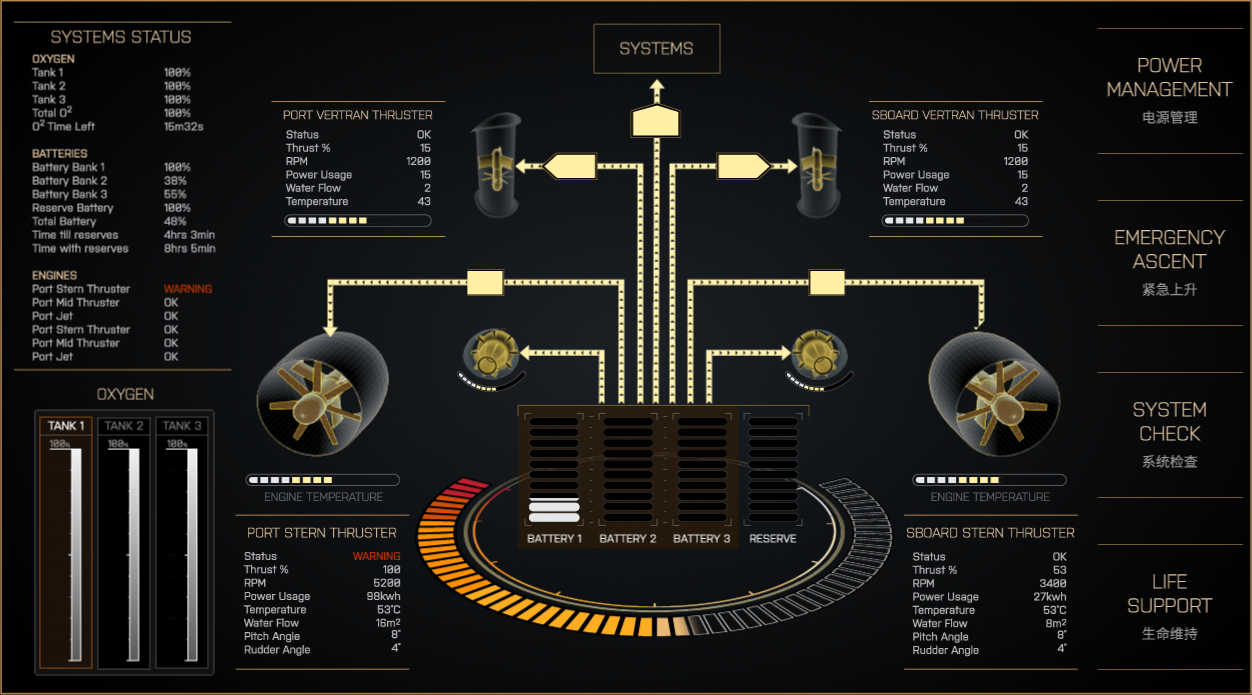 SYSTEMS STATUS
OXYGEN
Tank 1 100%
Tank 2 100%
Tank 3 100%
Total O² 100%
O² Time Left 15m32s
BATTERIES
Battery Bank 1 100%
Battery Bank 2 38%
Battery Bank 3 55%
Reserve Battery 100%
Total Battery 48%
Time till reserves 4hrs 3min
Time with reserves 8hrs 5min
ENGINES
Port Stern Thruster WARNING
Port Mid Thruster OK
Port Jet OK
Port Stern Thruster OK
Port Mid Thruster OK
Port Jet OK
OXYGEN
TANK 1 TANK 2 TANK 3
100% 100% 100%
SYSTEMS
PORT VERTRAN THRUSTER
Status OK
Thrust % 15
RPM 1200
Power Usage 15
Water Flow 2
Temperature 43
SBOARD VERTRAN THRUSTER
Status OK
Thrust % 15
RPM 1200
Power Usage 15
Water Flow 2
Temperature 43
ENGINE TEMPERATURE
PORT STERN THRUSTER
Status WARNING
Thrust % 100
RPM 5200
Power Usage 98kwh
Temperature 53°C
Water Flow 16m²
Pitch Angle 8°
Rudder Angle 4°
BATTERY 1 BATTERY 2 BATTERY 3 RESERVE
ENGINE TEMPERATURE
SBOARD STERN THRUSTER
Status OK
Thrust % 53
RPM 3400
Power Usage 27kwh
Temperature 53°C
Water Flow 8m²
Pitch Angle 8°
Rudder Angle 4°
POWER
MANAGEMENT
电源管理
EMERGENCY
ASCENT
紧急上升
SYSTEM
CHECK
系统检查
LIFE
SUPPORT
生命维持